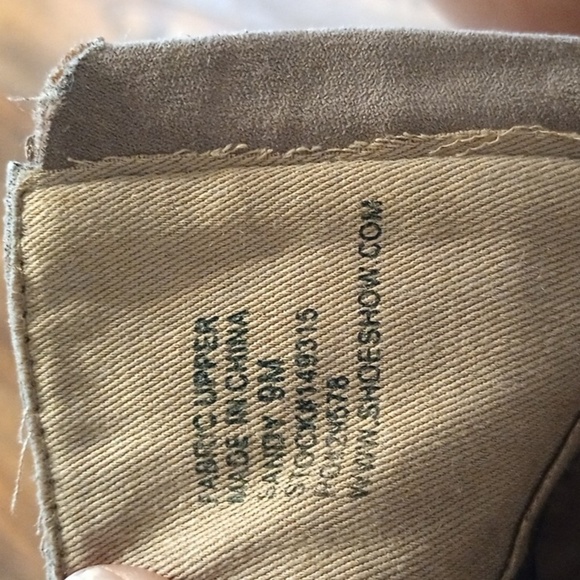 FABRIC UPPER
MADE IN CHINA
SANDY 9M
STOCK#149315
PO#24578
WWW.SHOESHOW.COM